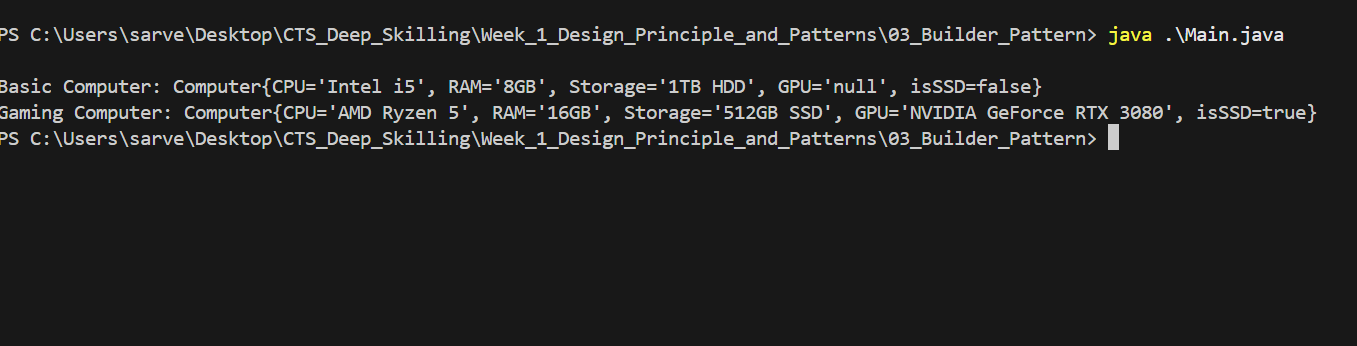 PS C:\Users\sarve\Desktop\CTS_Deep_Skilling\Week_1_Design_Principle_and_Patterns\03_Builder_Pattern> java .\Main.java
Basic Computer: Computer{CPU='Intel i5', RAM='8GB', Storage='1TB HDD', GPU='null', isSSD=false}
Gaming Computer: Computer{CPU='AMD Ryzen 5', RAM='16GB', Storage='512GB SSD', GPU='NVIDIA GeForce RTX 3080', isSSD=true}
PS C:\Users\sarve\Desktop\CTS_Deep_Skilling\Week_1_Design_Principle_and_Patterns\03_Builder_Pattern>